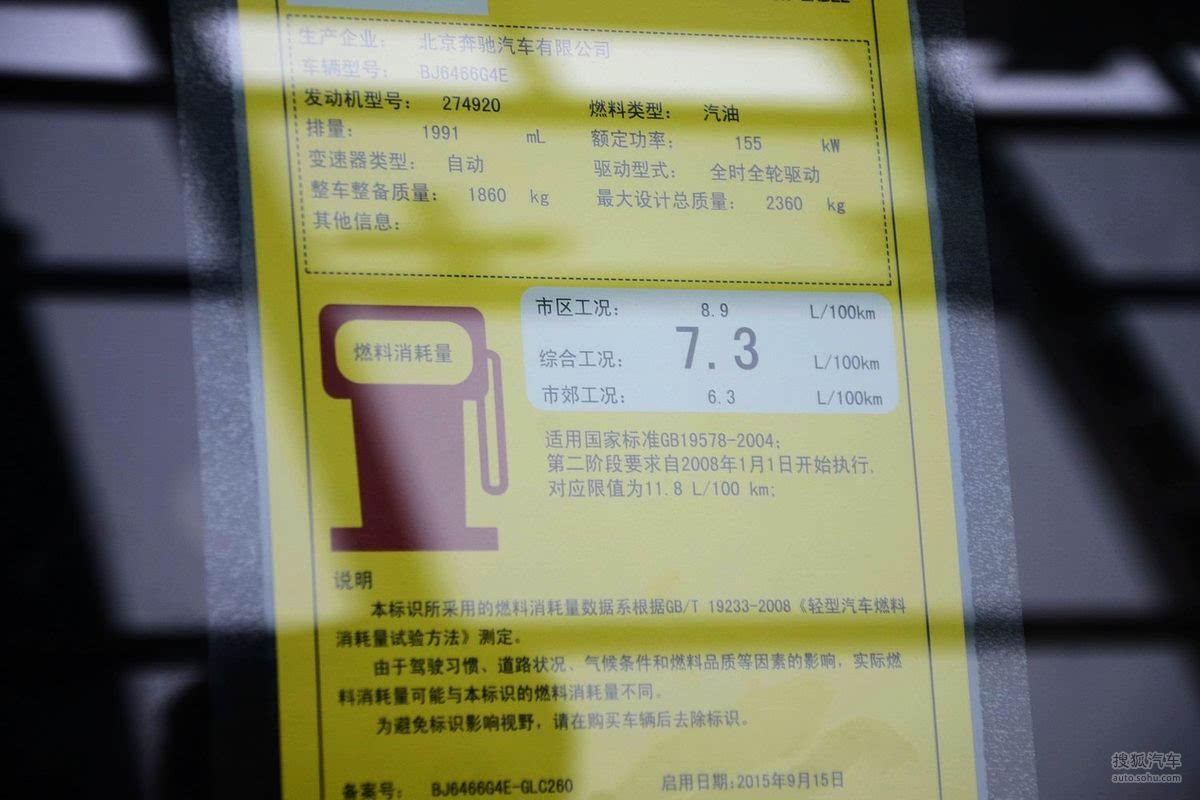 生产企业： 北京奔驰汽车有限公司
车辆型号： BJ6466G4E
发动机型号： 274920 燃料类型： 汽油
排量： 1991 mL 额定功率： 155 kW
变速器类型： 自动 驱动型式： 全时全轮驱动
整车整备质量： 1860 kg 最大设计总质量： 2360 kg
其他信息：
燃料消耗量
市区工况： 8.9 L/100km
综合工况： 7.3 L/100km
市郊工况： 6.3 L/100km
适用国家标准GB19578-2004;
第二阶段要求自2008年1月1日开始执行,
对应限值为11.8 L/100 km;
说明
本标识所采用的燃料消耗量数据系根据GB/T 19233-2008《轻型汽车燃料
消耗量试验方法》测定。
由于驾驶习惯、道路状况、气候条件和燃料品质等因素的影响，实际燃
料消耗量可能与本标识的燃料消耗量不同。
为避免标识影响视野，请在购买车辆后去除标识。
备案号： BJ6466G4E-GLC260 启用日期:2015年9月15日
搜狐汽车
auto.sohu.com